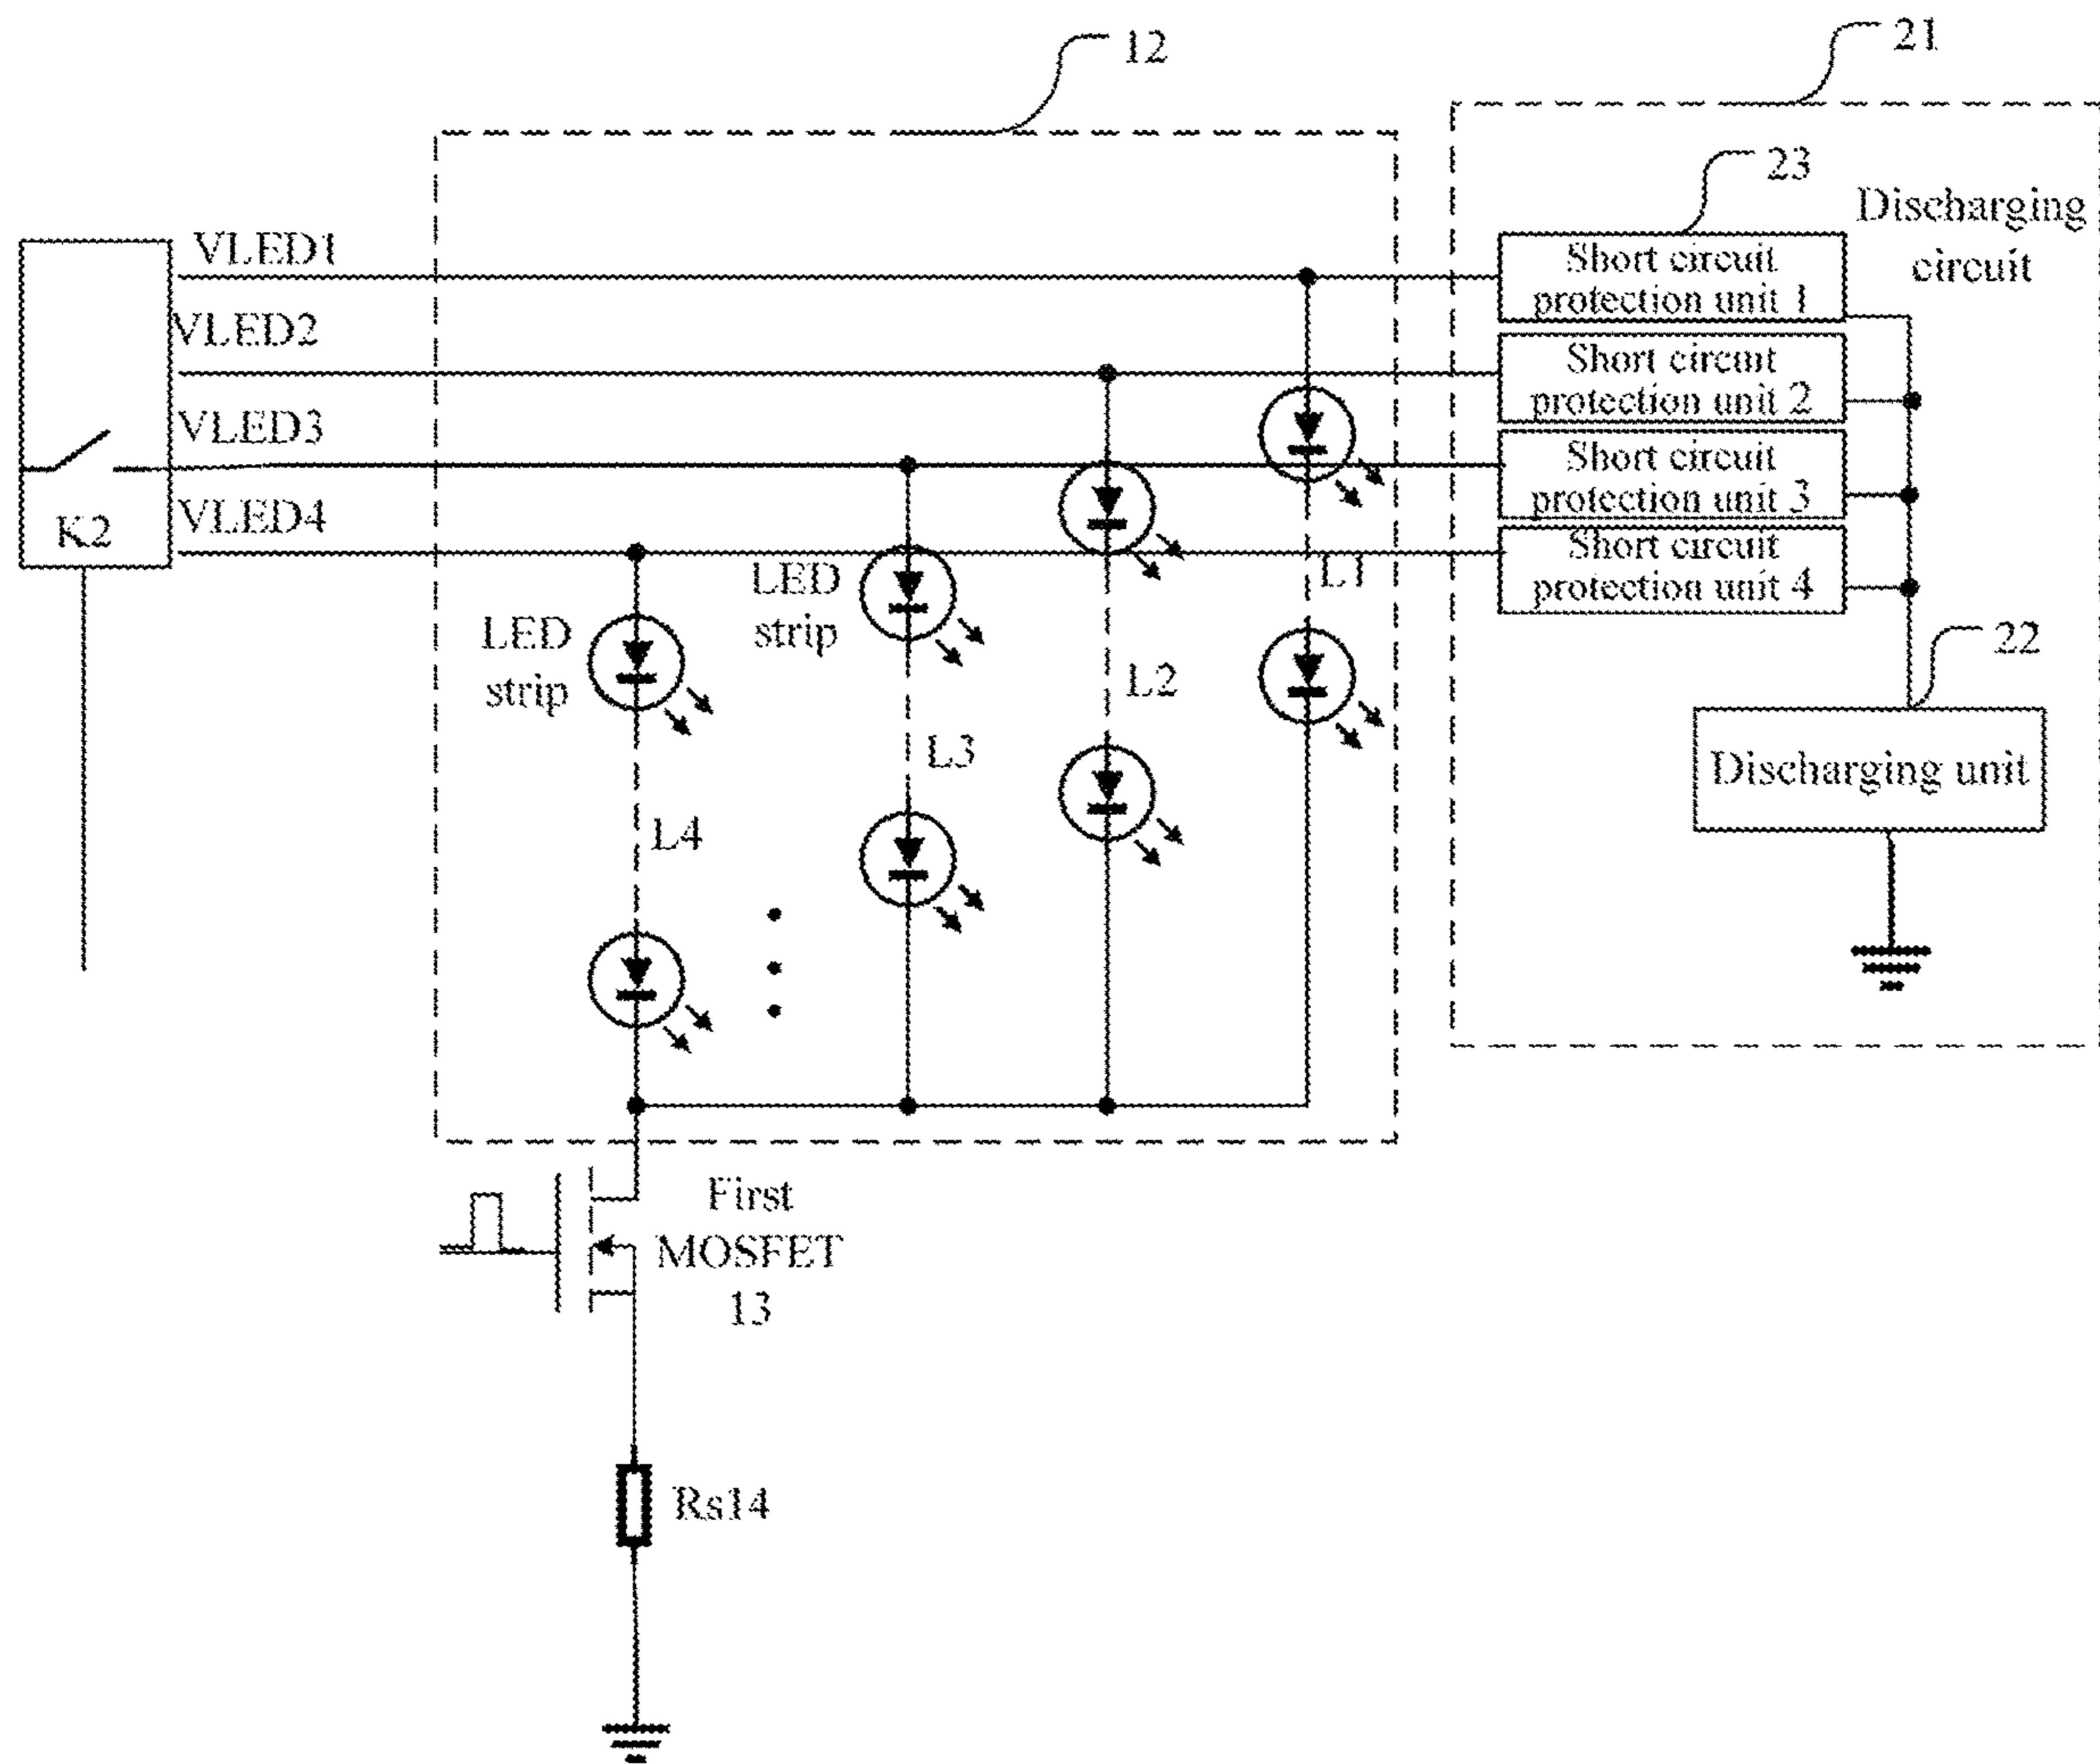 12
21
23
Discharging
circuit
VLED1
VLED2
VLED3
VLED4
K2
Short circuit
protection unit 1
Short circuit
protection unit 2
Short circuit
protection unit 3
Short circuit
protection unit 4
LED
strip
LED
strip
L1
L2
L3
L4
22
Discharging unit
First
MOSFET
13
Rs14